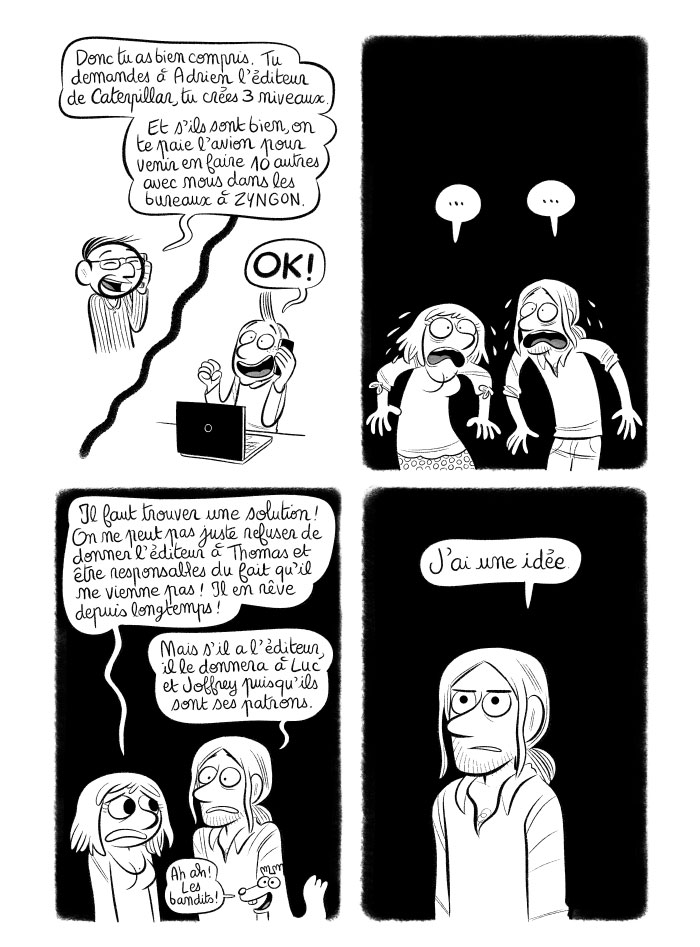 Donc tu as bien compris. Tu
demandes à Adrien l'éditeur
de Caterpillar, tu crées 3 niveaux.
Et s'ils sont bien, on
te paie l'avion pour
venir en faire 10 autres
avec nous dans les
bureaux à ZYNGON.
OK!
...
...
Il faut trouver une solution!
On ne peut pas juste refuser de
donner l'éditeur à Thomas et
être responsables du fait qu'il
ne vienne pas! Il en rêve
depuis longtemps!
Mais s'il a l'éditeur,
il le donnera à Luc
et Joffrey puisqu'ils
sont ses patrons.
Ah ah!
Les
bandits!
J'ai une idée.